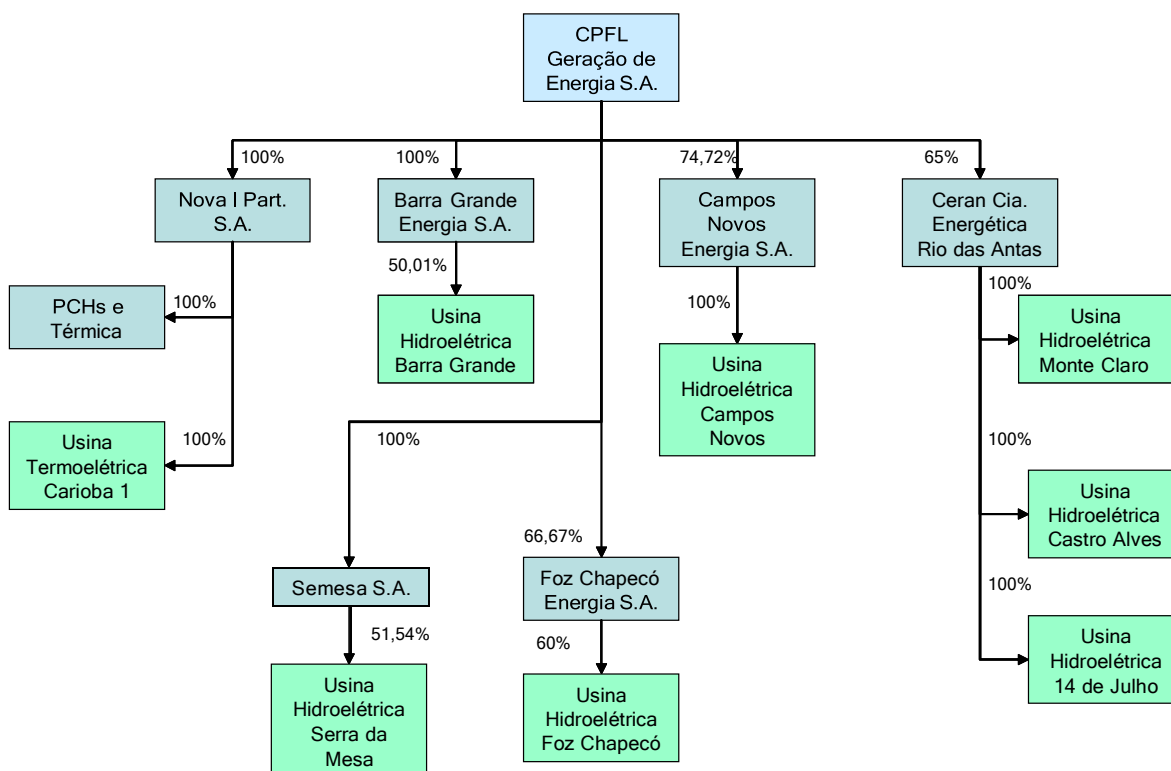 CPFL
Geração de
Energia S.A.
100%
100%
74,72%
65%
Nova I Part.
S.A.
Barra Grande
Energia S.A.
Campos
Novos
Energia S.A.
Ceran Cia.
Energética
Rio das Antas
50,01%
100%
100%
100%
PCHs e
Térmica
Usina
Hidroelétrica
Barra Grande
Usina
Hidroelétrica
Monte Claro
Usina
Hidroelétrica
Campos
Novos
100%
Usina
Termoelétrica
Carioba 1
100%
100%
Usina
Hidroelétrica
Castro Alves
66,67%
Semesa S.A.
Foz Chapecó
Energia S.A.
100%
51,54%
60%
Usina
Hidroelétrica
14 de Julho
Usina
Hidroelétrica
Serra da
Mesa
Usina
Hidroelétrica
Foz Chapecó